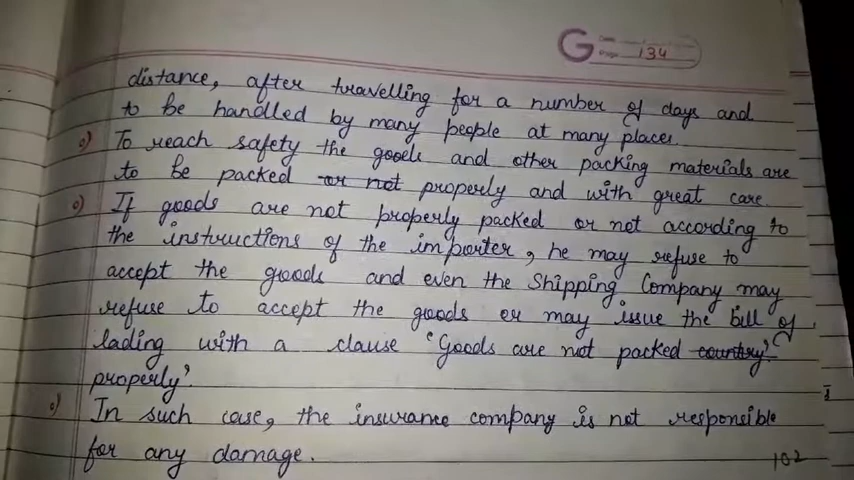 G 134
distance, after travelling for a number of days and
to be handled by many people at many places.
To reach safety the goods and other packing materials are
to be packed or not properly and with great care
If goods are not properly packed or not according to
the instructions of the importer, he may refuse to
accept the goods and even the Shipping Company may
refuse to accept the goods or may issue the bill of
lading with a clause 'Goods are not packed country'
properly'.
In such case, the insurance company is not responsible
for any damage.
102